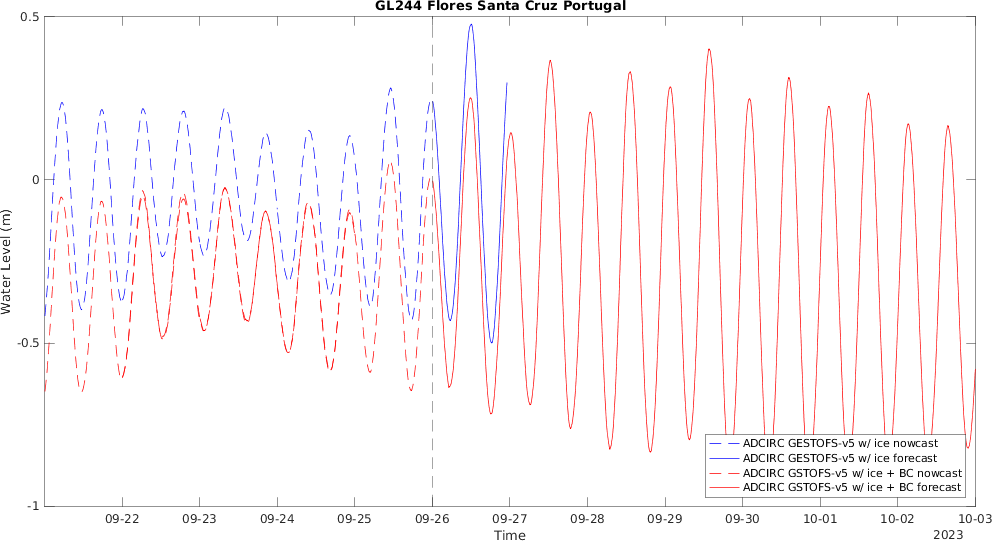 GL244 Flores Santa Cruz Portugal
0.5
0
-0.5
-1
Water Level (m)
ADCIRC GESTOFS-v5 w/ ice nowcast
ADCIRC GESTOFS-v5 w/ ice forecast
ADCIRC GSTOFS-v5 w/ ice + BC nowcast
ADCIRC GSTOFS-v5 w/ ice + BC forecast
09-22 09-23 09-24 09-25 09-26 09-27 09-28 09-29 09-30 10-01 10-02 10-03
Time
2023